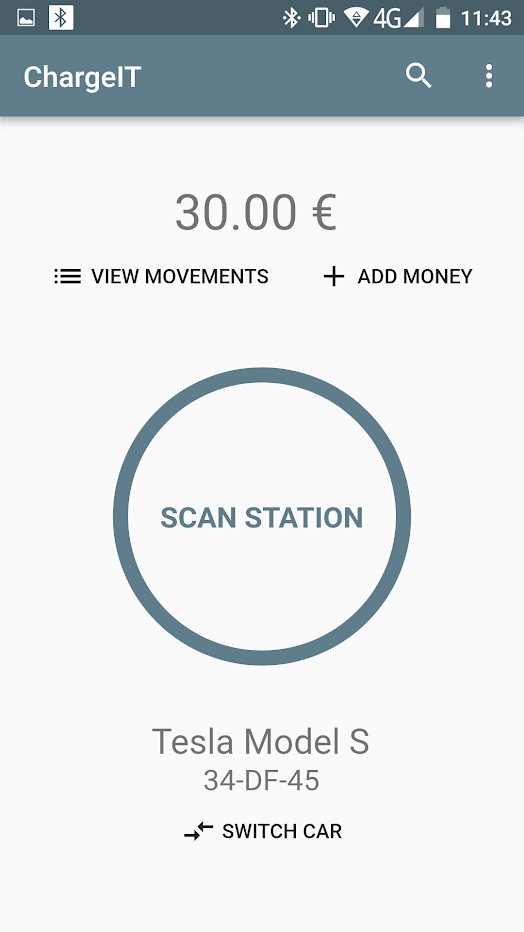 4G 11:43
ChargeIT
30.00 €
VIEW MOVEMENTS ADD MONEY
SCAN STATION
Tesla Model S
34-DF-45
SWITCH CAR